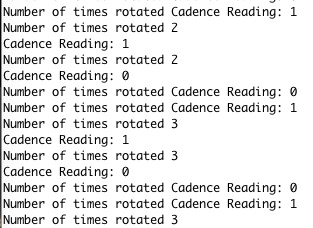 Number of times rotated Cadence Reading: 1
Number of times rotated 2
Cadence Reading: 1
Number of times rotated 2
Cadence Reading: 0
Number of times rotated Cadence Reading: 0
Number of times rotated Cadence Reading: 1
Number of times rotated 3
Cadence Reading: 1
Number of times rotated 3
Cadence Reading: 0
Number of times rotated Cadence Reading: 0
Number of times rotated Cadence Reading: 1
Number of times rotated 3